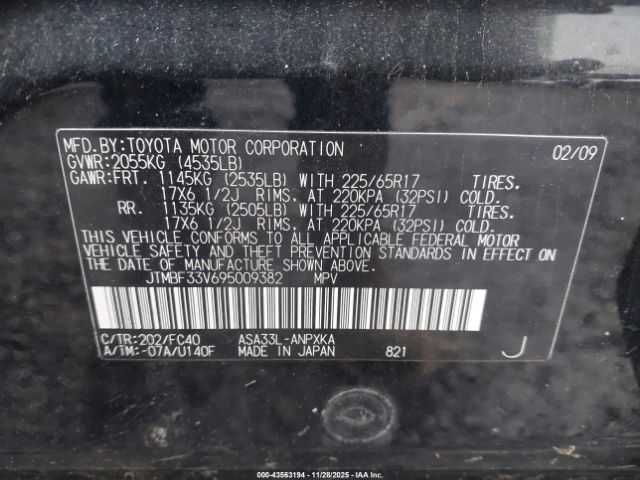 MFD.BY:TOYOTA MOTOR CORPORATION 02/09
GVWR:2055KG (4535LB)
GAWR:FRT. 1145KG (2535LB) WITH 225/65R17 TIRES.
17X6 1/2J RIMS. AT 220KPA (32PSI) COLD.
RR. 1135KG (2505LB) WITH 225/65R17 TIRES.
17X6 1/2J RIMS. AT 220KPA (32PSI) COLD.
THIS VEHICLE CONFORMS TO ALL APPLICABLE FEDERAL MOTOR
VEHICLE SAFETY AND THEFT PREVENTION STANDARDS IN EFFECT ON
THE DATE OF MANUFACTURE SHOWN ABOVE.
JTMBF33V695009382 MPV
C/TR:202/FC40 ASA33L-ANPXKA
A/TM:-07A/U140F MADE IN JAPAN 821 J
000-43563194 - 11/28/2025 - IAA Inc.